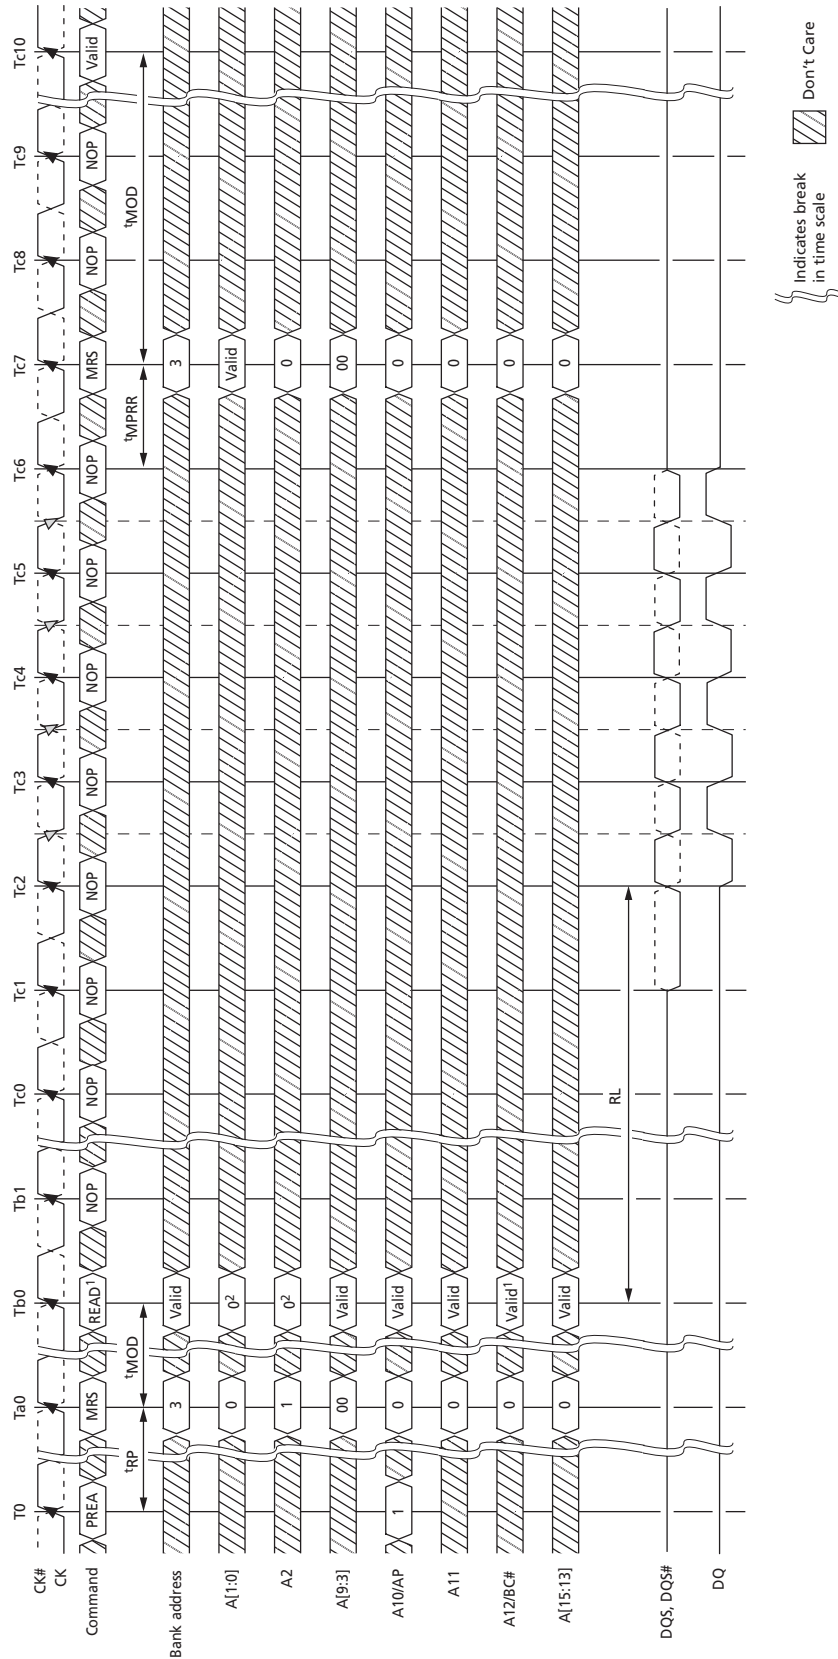 T0 Ta0 Tb0 Tb1 Tc0 Tc1 Tc2 Tc3 Tc4 Tc5 Tc6 Tc7 Tc8 Tc9 Tc10
CK#
CK
Command PREA MRS READ1 NOP NOP NOP NOP NOP NOP NOP NOP MRS NOP NOP Valid
tRP tMOD tMPRR tMOD
Bank address 3 Valid 3
A[1:0] 0 02 Valid
A2 1 02 0
A[9:3] 00 Valid 00
A10/AP 1 0 Valid 0
A11 0 Valid 0
A12/BC# 0 Valid1 0
A[15:13] 0 Valid 0
RL
DQS, DQS#
DQ
Indicates break
in time scale
Don't Care